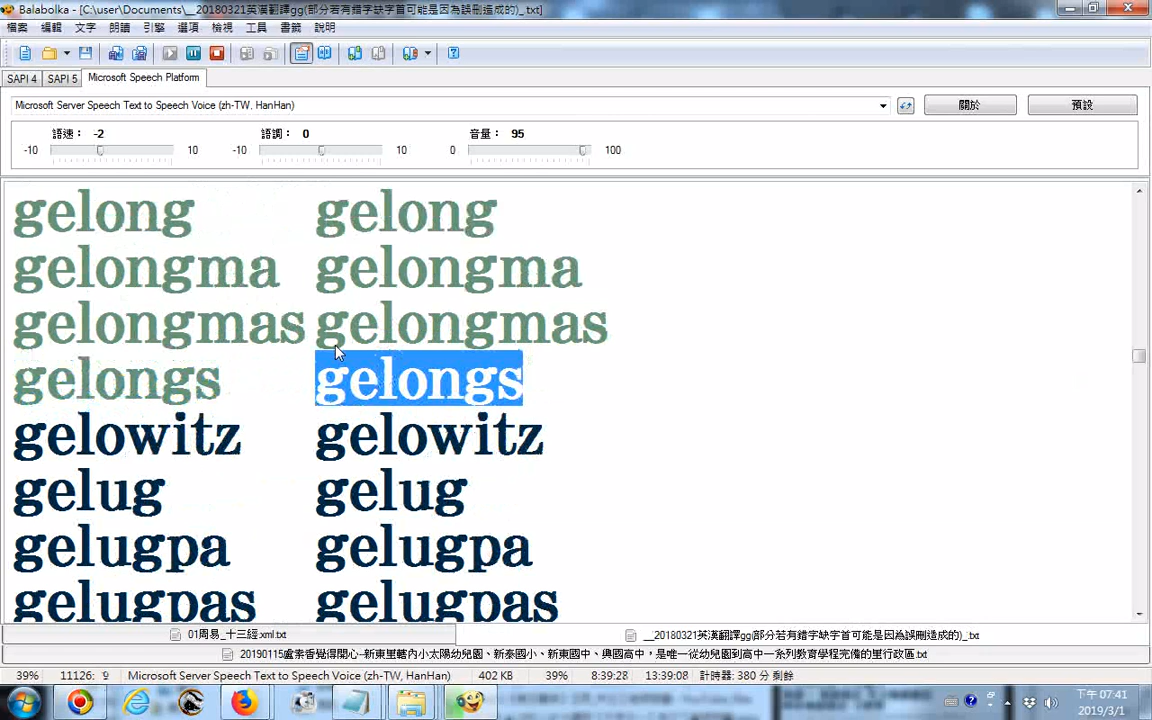 Balabolka - [C:\user\Documents\__20180321英漢翻譯gg(部分若有錯字缺字首可能是因為誤刪造成的)_.txt]
檔案 編輯 文字 朗讀 引擎 選項 檢視 工具 書籤 說明
SAPI 4 SAPI 5 Microsoft Speech Platform
Microsoft Server Speech Text to Speech Voice (zh-TW, HanHan) 關於 預設
語速： -2 語調： 0 音量： 95
-10 10 -10 10 0 100
gelong gelong
gelongma gelongma
gelongmas gelongmas
gelongs gelongs
gelowitz gelowitz
gelug gelug
gelugpa gelugpa
gelugpas gelugpas
01周易_十三經.xml.txt __20180321英漢翻譯gg(部分若有錯字缺字首可能是因為誤刪造成的)_.txt
20190115盧素香覺得開心-新東里轄內小太陽幼兒園、新泰國小、新東國中、興國高中，是唯一從幼兒園到高中一系列教育學程完備的里行政區.txt
39% 11126: 9 Microsoft Server Speech Text to Speech Voice (zh-TW, HanHan) 402 KB 39% 8:39:28 13:39:08 計時器: 380 分 剩餘
下午 07:41
2019/3/1